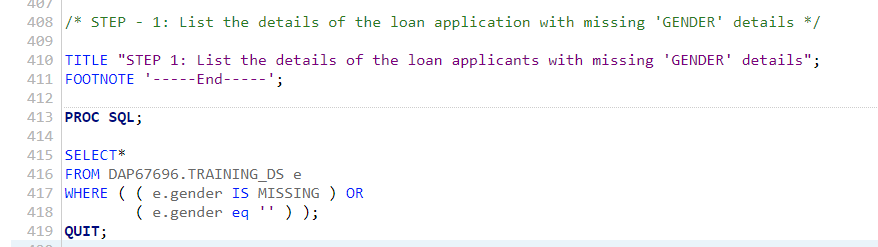 407
408 /* STEP - 1: List the details of the loan application with missing 'GENDER' details */
409
410 TITLE "STEP 1: List the details of the loan applicants with missing 'GENDER' details";
411 FOOTNOTE '-----End-----';
412
413 PROC SQL;
414
415 SELECT*
416 FROM DAP67696.TRAINING_DS e
417 WHERE ( ( e.gender IS MISSING ) OR
418 ( e.gender eq '' ) );
419 QUIT;